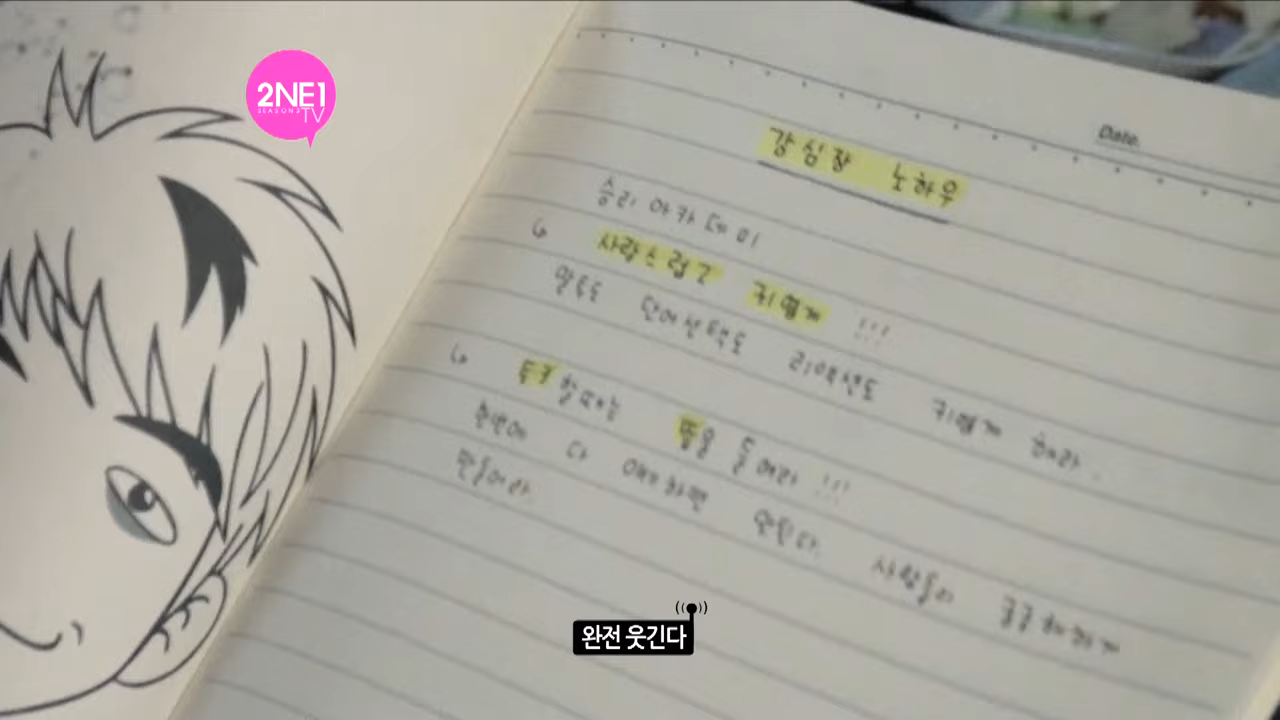 2NE1
SEASON3 TV
Date.
강심장 노하우
승리 아카데미
↳ 사랑스럽고 귀엽게 !!!
말투도 단어선택도 리액션도 귀엽게 해라.
↳ 토크할때는 뜸을 들여라 !!!
한번에 다 얘기하면 안된다. 사람들이 궁금해하게
만들어라
완전 웃긴다